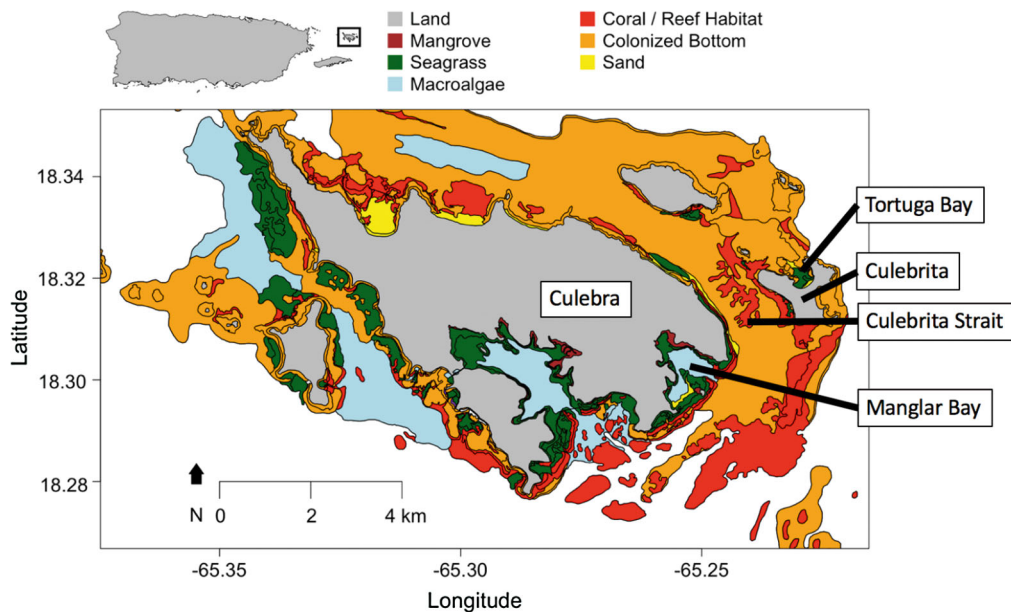 Land
Mangrove
Seagrass
Macroalgae
Coral / Reef Habitat
Colonized Bottom
Sand
18.34
18.32
18.30
18.28
Latitude
Tortuga Bay
Culebrita
Culebra
Culebrita Strait
Manglar Bay
N 0 2 4 km
-65.35 -65.30 -65.25
Longitude